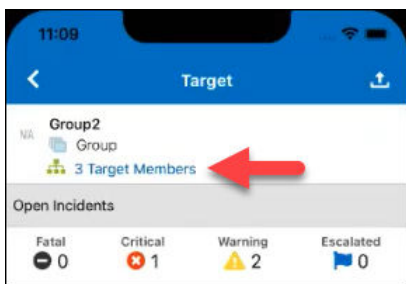 11:09
Target
NA
Group2
Group
3 Target Members
Open Incidents
Fatal Critical Warning Escalated
0 1 2 0